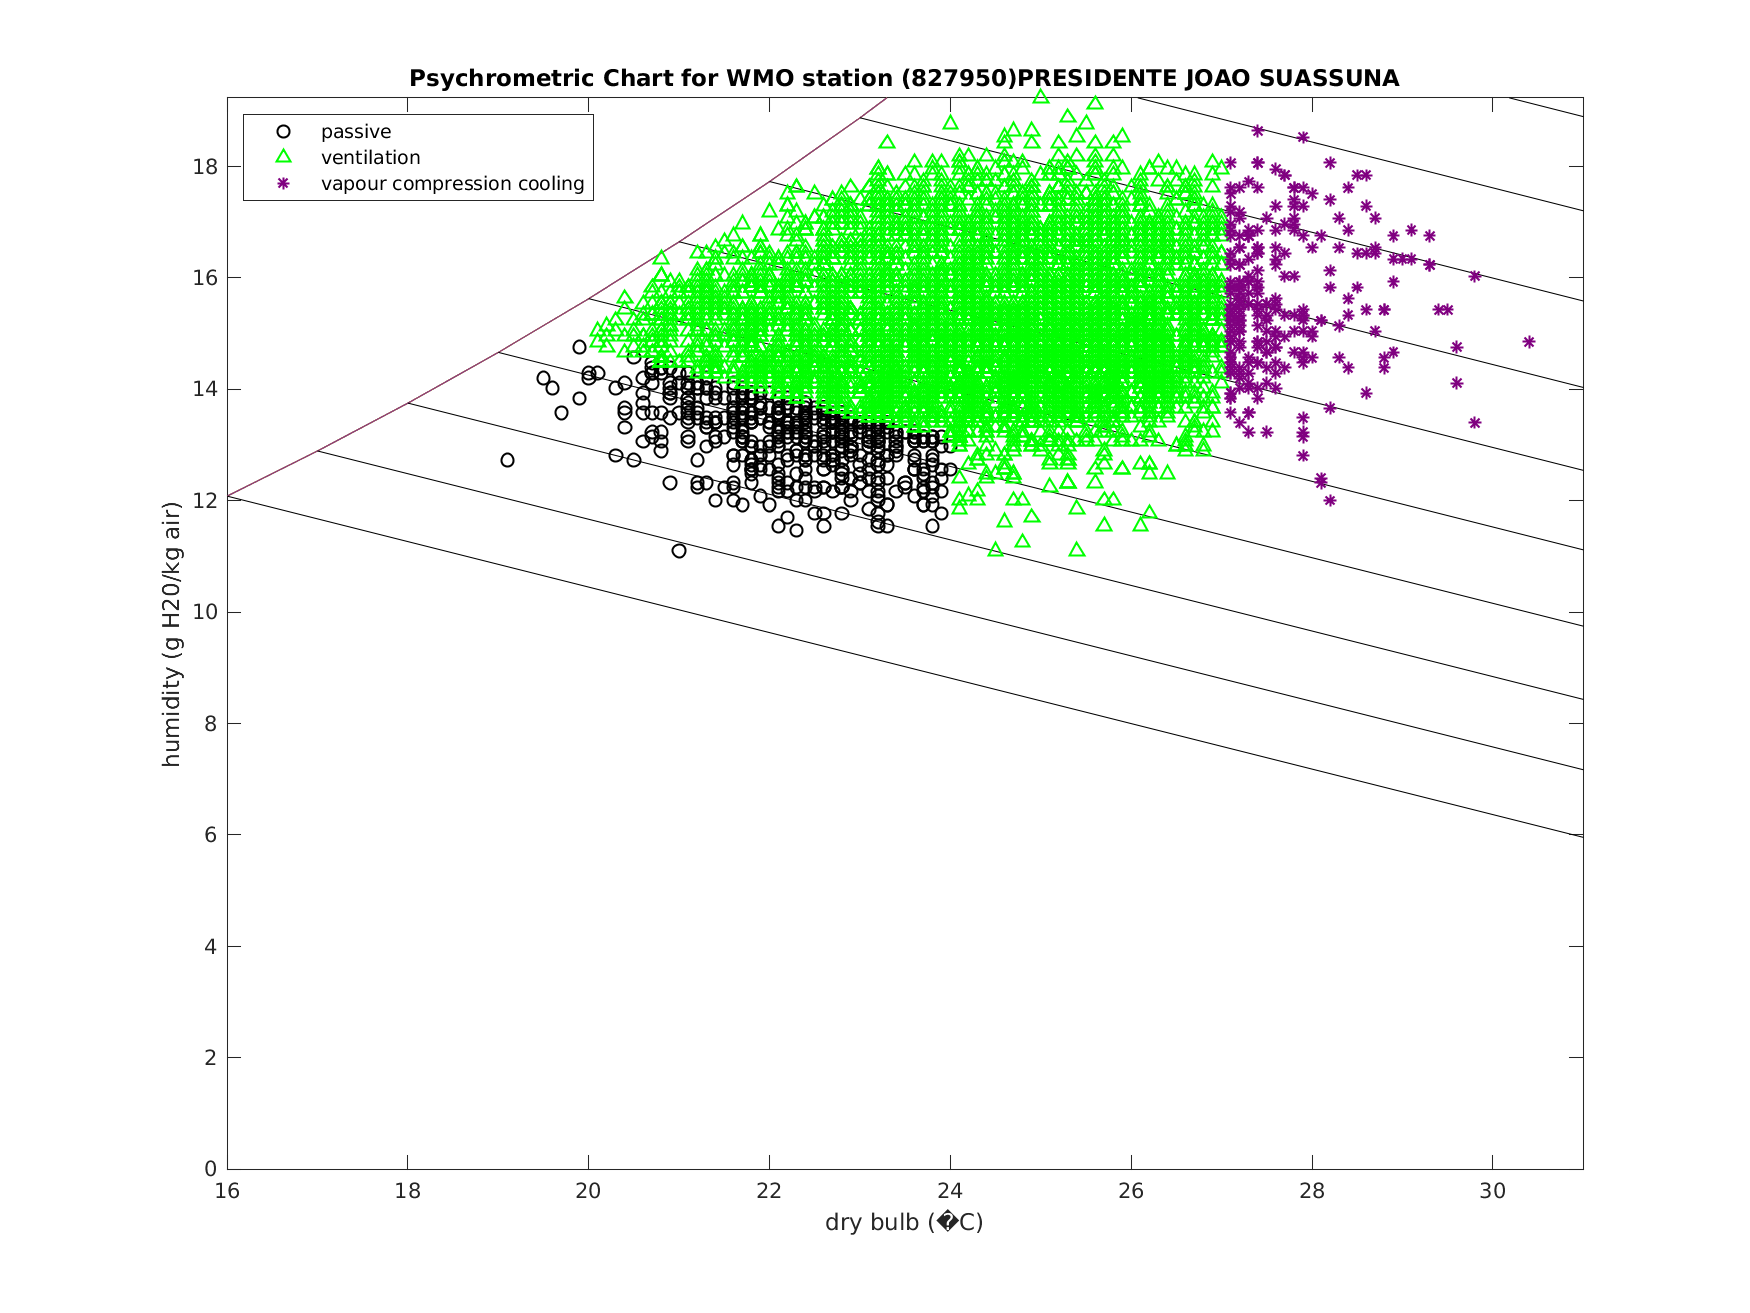 Psychrometric Chart for WMO station (827950)PRESIDENTE JOAO SUASSUNA
passive
ventilation
vapour compression cooling
humidity (g H20/kg air)
18
16
14
12
10
8
6
4
2
0
16 18 20 22 24 26 28 30
dry bulb (�C)